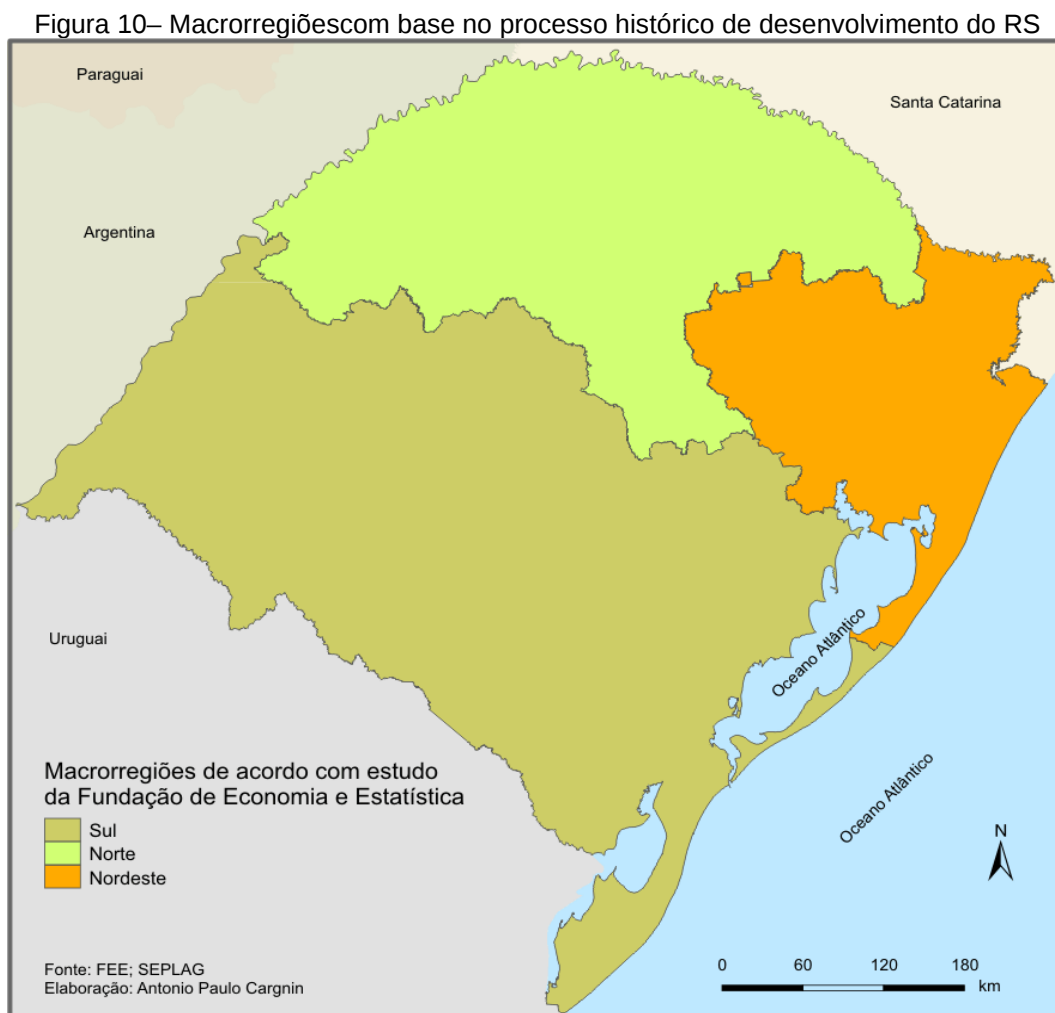 Figura 10– Macrorregiõescom base no processo histórico de desenvolvimento do RS
Paraguai
Santa Catarina
Argentina
Uruguai
Oceano Atlântico
Oceano Atlântico
Macrorregiões de acordo com estudo
da Fundação de Economia e Estatística
Sul
Norte
Nordeste
N
Fonte: FEE; SEPLAG
Elaboração: Antonio Paulo Cargnin
0 60 120 180
km